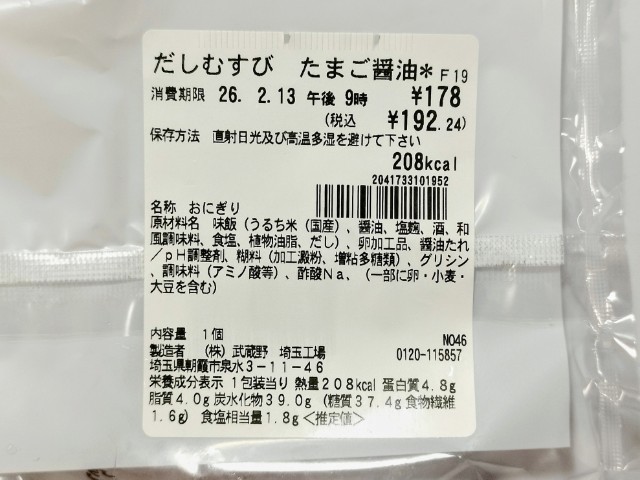 だしむすび　たまご醤油* F19
消費期限 26. 2.13 午後 9時 ¥178
(税込 ¥192.24)
保存方法 直射日光及び高温多湿を避けて下さい
208kcal
2041733101952
名称 おにぎり
原材料名 味飯(うるち米(国産)、醤油、塩麹、酒、和
風調味料、食塩、植物油脂、だし)、卵加工品、醤油たれ
/pH調整剤、糊料(加工澱粉、増粘多糖類)、グリシン
、調味料(アミノ酸等)、酢酸Na、(一部に卵・小麦・
大豆を含む)
内容量 1個 N046
製造者 (株)武蔵野 埼玉工場 0120-115857
埼玉県朝霞市泉水3-11-46
栄養成分表示 1包装当り 熱量208kcal 蛋白質4.8g
脂質4.0g 炭水化物39.0g (糖質37.4g 食物繊維
1.6g) 食塩相当量1.8g<推定値>